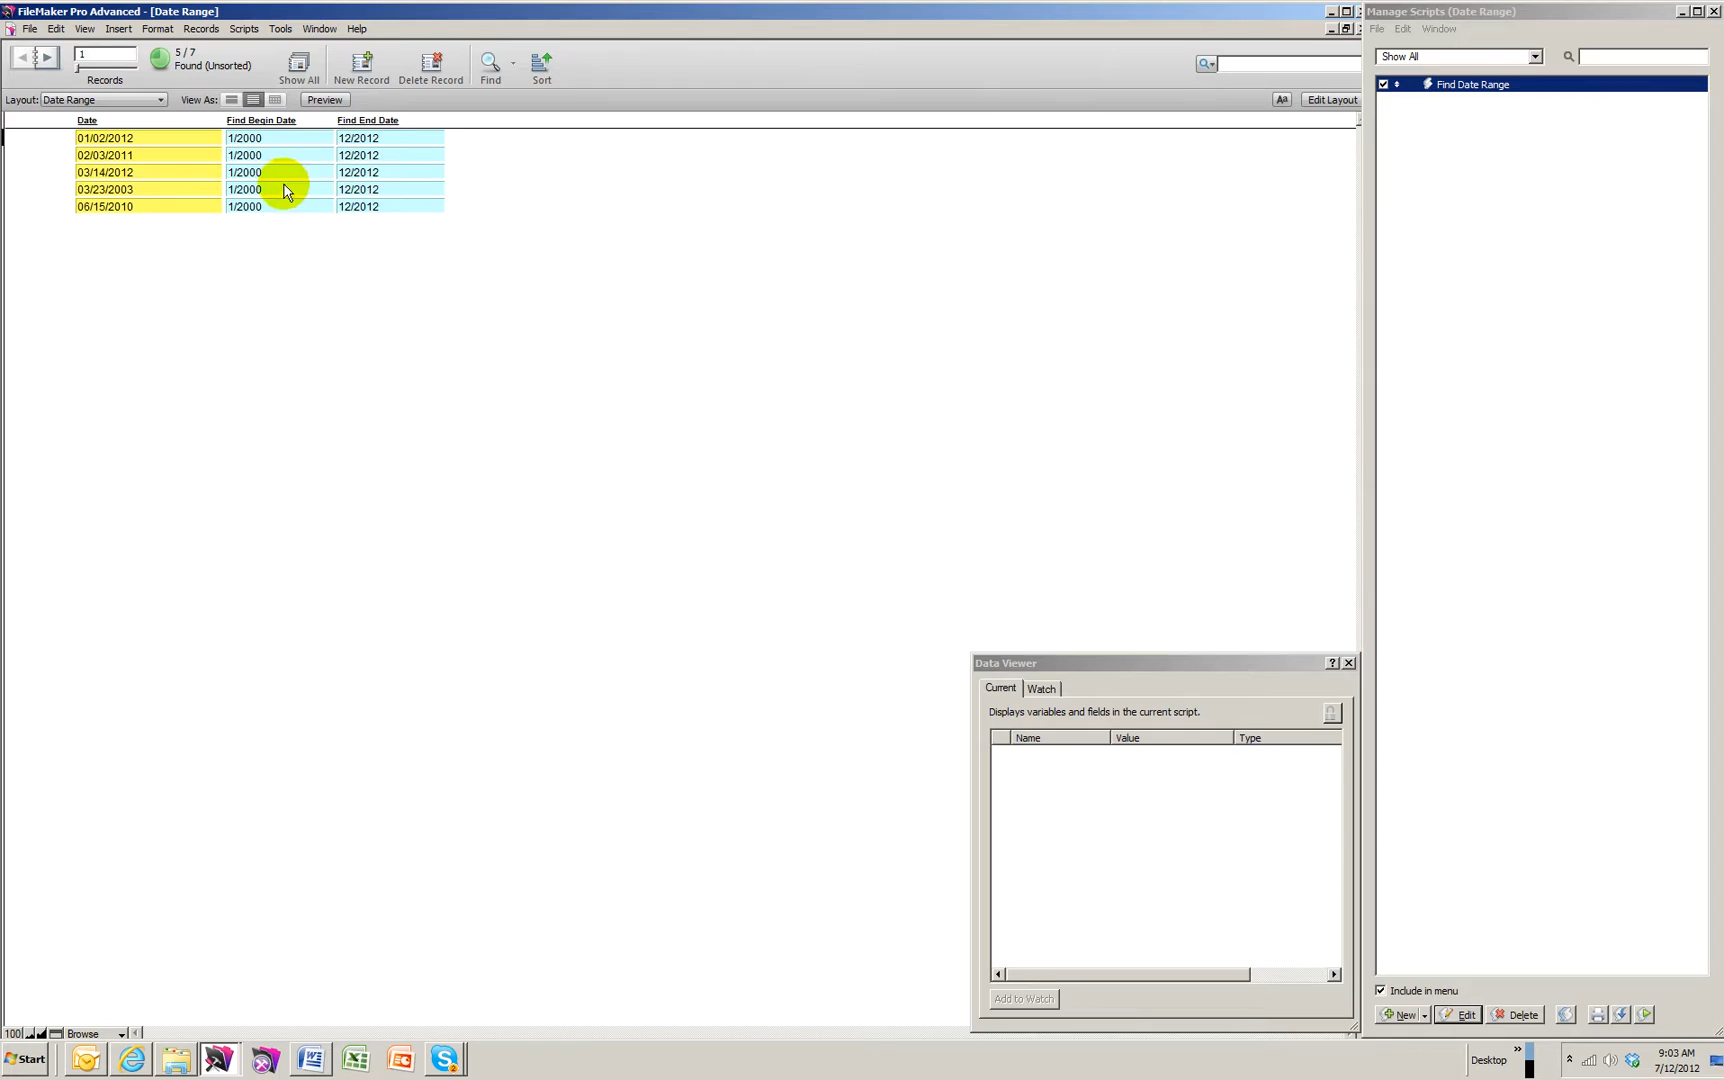 FileMaker Pro Advanced - [Date Range]
File Edit View Insert Format Records Scripts Tools Window Help
1
Records
5 / 7
Found (Unsorted)
Show All
New Record
Delete Record
Find
Sort
Layout: Date Range View As: Preview Aa Edit Layout
Date Find Begin Date Find End Date
01/02/2012 1/2000 12/2012
02/03/2011 1/2000 12/2012
03/14/2012 1/2000 12/2012
03/23/2003 1/2000 12/2012
06/15/2010 1/2000 12/2012
Data Viewer
Current Watch
Displays variables and fields in the current script.
Name Value Type
Add to Watch
100 Browse
Manage Scripts (Date Range)
File Edit Window
Show All
Find Date Range
Include in menu
New Edit Delete
Start
2
Desktop »
9:03 AM
7/12/2012